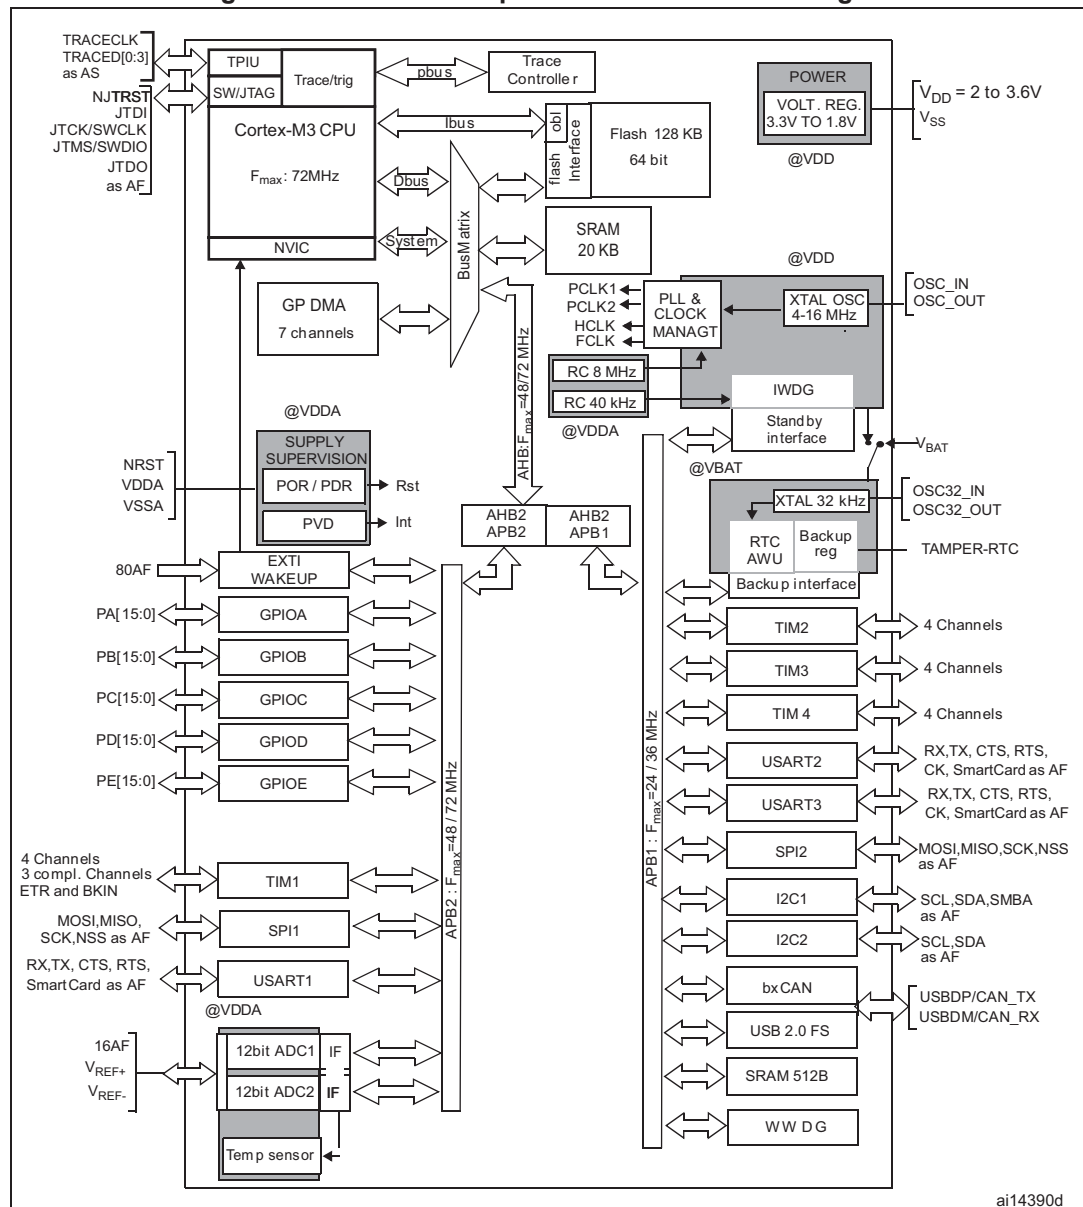 TRACECLK
TRACED[0:3]
as AS
NJTRST
JTDI
JTCK/SWCLK
JTMS/SWDIO
JTDO
as AF
TPIU
SW/JTAG
Trace/trig
Cortex-M3 CPU
Fmax: 72MHz
NVIC
pbus
Ibus
Dbus
System
Trace
Controller
obl
flash
Interface
Flash 128 KB
64 bit
BusMatrix
SRAM
20 KB
GP DMA
7 channels
POWER
VOLT. REG.
3.3V TO 1.8V
@VDD
VDD = 2 to 3.6V
VSS
@VDD
PCLK1
PCLK2
HCLK
FCLK
PLL &
CLOCK
MANAGT
XTAL OSC
4-16 MHz
OSC_IN
OSC_OUT
RC 8 MHz
RC 40 kHz
@VDDA
IWDG
Standby
interface
VBAT
@VBAT
XTAL 32 kHz
OSC32_IN
OSC32_OUT
RTC
AWU
Backup
reg
TAMPER-RTC
Backup interface
AHB:Fmax=48/72 MHz
@VDDA
SUPPLY
SUPERVISION
POR / PDR
PVD
Rst
Int
NRST
VDDA
VSSA
AHB2
APB2
AHB2
APB1
80AF
EXTI
WAKEUP
PA[15:0]
GPIOA
PB[15:0]
GPIOB
PC[15:0]
GPIOC
PD[15:0]
GPIOD
PE[15:0]
GPIOE
4 Channels
3 compl. Channels
ETR and BKIN
TIM1
MOSI,MISO,
SCK,NSS as AF
SPI1
RX,TX, CTS, RTS,
SmartCard as AF
USART1
@VDDA
16AF
VREF+
VREF-
12bit ADC1
IF
12bit ADC2
IF
Temp sensor
APB2 : Fmax=48 / 72 MHz
APB1 : Fmax=24 / 36 MHz
TIM2
4 Channels
TIM3
4 Channels
TIM 4
4 Channels
USART2
RX,TX, CTS, RTS,
CK, SmartCard as AF
USART3
RX,TX, CTS, RTS,
CK, SmartCard as AF
SPI2
MOSI,MISO,SCK,NSS
as AF
I2C1
SCL,SDA,SMBA
as AF
I2C2
SCL,SDA
as AF
bxCAN
USB 2.0 FS
USBDP/CAN_TX
USBDM/CAN_RX
SRAM 512B
WWDG
ai14390d